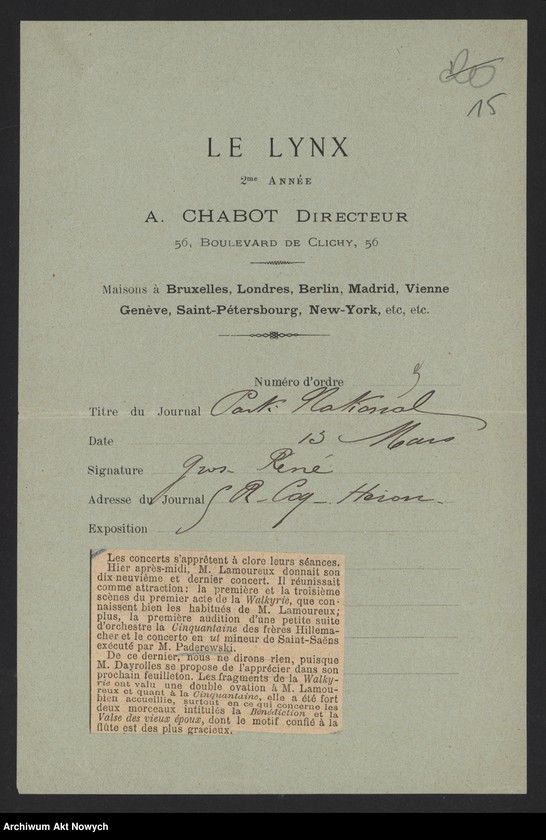 15
LE LYNX
2me ANNÉE
A. CHABOT DIRECTEUR
56, BOULEVARD DE CLICHY, 56
Maisons à Bruxelles, Londres, Berlin, Madrid, Vienne
Genève, Saint-Pétersbourg, New-York, etc, etc.
Numéro d'ordre
Titre du Journal Paris National
Date 13 Mars
Signature Gros René
Adresse du Journal 5 R. Coq-Héron
Exposition
Les concerts s'apprêtent à clore leurs séances.
Hier après-midi, M. Lamoureux donnait son
dix-neuvième et dernier concert. Il réunissait
comme attraction: la première et la troisième
scènes du premier acte de la Walkyrie, que con-
naissent bien les habitués de M. Lamoureux;
plus, la première audition d'une petite suite
d'orchestre la Cinquantaine des frères Hillema-
cher et le concerto en ut mineur de Saint-Saëns
exécuté par M. Paderewski.
De ce dernier, nous ne dirons rien, puisque
M. Dayrolles se propose de l'apprécier dans son
prochain feuilleton. Les fragments de la Walky-
rie ont valu une double ovation à M. Lamou-
reux et quant à la Cinquantaine, elle a été fort
bien accueillie, surtout en ce qui concerne les
deux morceaux intitulés la Bénédiction et la
Valse des vieux époux, dont le motif confié à la
flûte est des plus gracieux.
Archiwum Akt Nowych